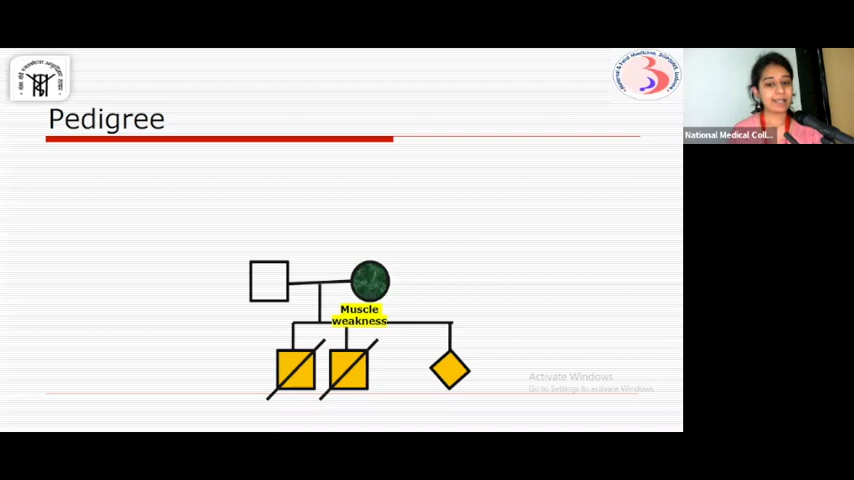 Pedigree
National Medical Coll...
Muscle
weakness
Activate Windows
Go to Settings to activate Windows.